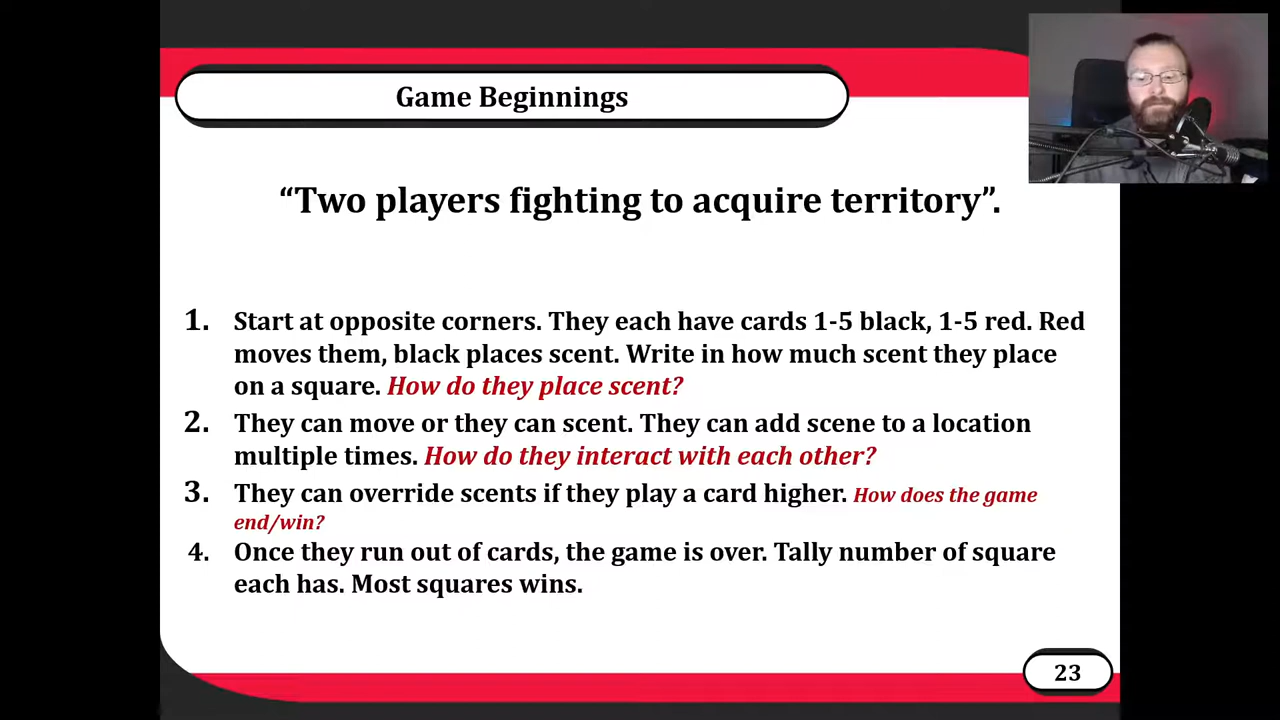 Game Beginnings
“Two players fighting to acquire territory”.
1. Start at opposite corners. They each have cards 1-5 black, 1-5 red. Red
moves them, black places scent. Write in how much scent they place
on a square. How do they place scent?
2. They can move or they can scent. They can add scene to a location
multiple times. How do they interact with each other?
3. They can override scents if they play a card higher. How does the game
end/win?
4. Once they run out of cards, the game is over. Tally number of square
each has. Most squares wins.
23